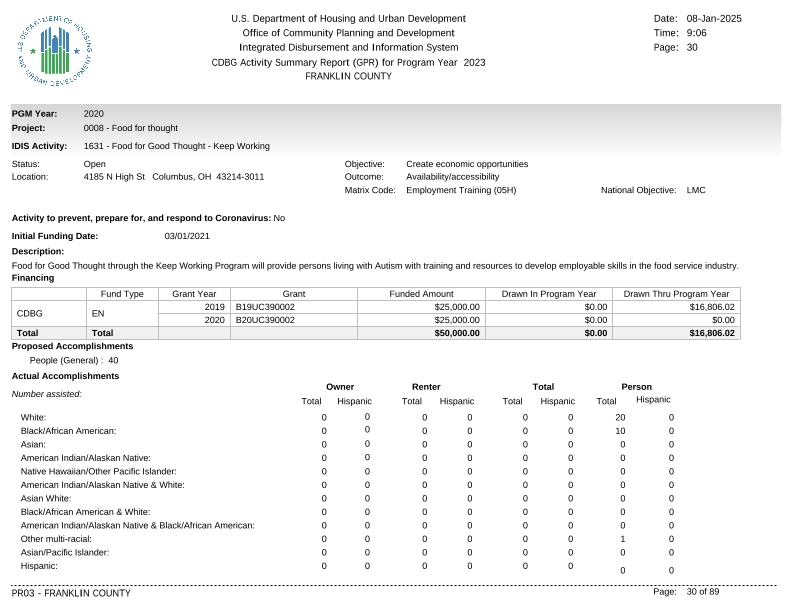 U.S. DEPARTMENT OF HOUSING
AND URBAN DEVELOPMENT
U.S. Department of Housing and Urban Development
Office of Community Planning and Development
Integrated Disbursement and Information System
CDBG Activity Summary Report (GPR) for Program Year 2023
FRANKLIN COUNTY
Date: 08-Jan-2025
Time: 9:06
Page: 30
PGM Year: 2020
Project: 0008 - Food for thought
IDIS Activity: 1631 - Food for Good Thought - Keep Working
Status: Open Objective: Create economic opportunities
Location: 4185 N High St Columbus, OH 43214-3011 Outcome: Availability/accessibility
Matrix Code: Employment Training (05H) National Objective: LMC
Activity to prevent, prepare for, and respond to Coronavirus: No
Initial Funding Date: 03/01/2021
Description:
Food for Good Thought through the Keep Working Program will provide persons living with Autism with training and resources to develop employable skills in the food service industry.
Financing
Fund Type Grant Year Grant Funded Amount Drawn In Program Year Drawn Thru Program Year
CDBG EN 2019 B19UC390002 $25,000.00 $0.00 $16,806.02
2020 B20UC390002 $25,000.00 $0.00 $0.00
Total Total $50,000.00 $0.00 $16,806.02
Proposed Accomplishments
People (General) : 40
Actual Accomplishments
Number assisted:
Owner Renter Total Person
Total Hispanic Total Hispanic Total Hispanic Total Hispanic
White: 0 0 0 0 0 0 20 0
Black/African American: 0 0 0 0 0 0 10 0
Asian: 0 0 0 0 0 0 0 0
American Indian/Alaskan Native: 0 0 0 0 0 0 0 0
Native Hawaiian/Other Pacific Islander: 0 0 0 0 0 0 0 0
American Indian/Alaskan Native & White: 0 0 0 0 0 0 0 0
Asian White: 0 0 0 0 0 0 0 0
Black/African American & White: 0 0 0 0 0 0 0 0
American Indian/Alaskan Native & Black/African American: 0 0 0 0 0 0 0 0
Other multi-racial: 0 0 0 0 0 0 1 0
Asian/Pacific Islander: 0 0 0 0 0 0 0 0
Hispanic: 0 0 0 0 0 0 0 0
PR03 - FRANKLIN COUNTY Page: 30 of 89